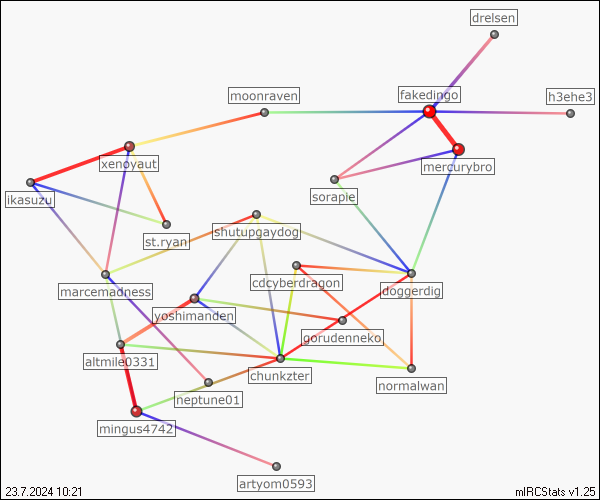 drelsen
fakedingo
h3ehe3
moonraven
xenoyaut
mercurybro
ikasuzu
sorapie
st.ryan
shutupgaydog
cdcyberdragon
marcemadness
doggerdig
yoshimanden
gorudenneko
altmile0331
chunkzter
normalwan
neptune01
mingus4742
artyom0593
23.7.2024 10:21
mIRCStats v1.25